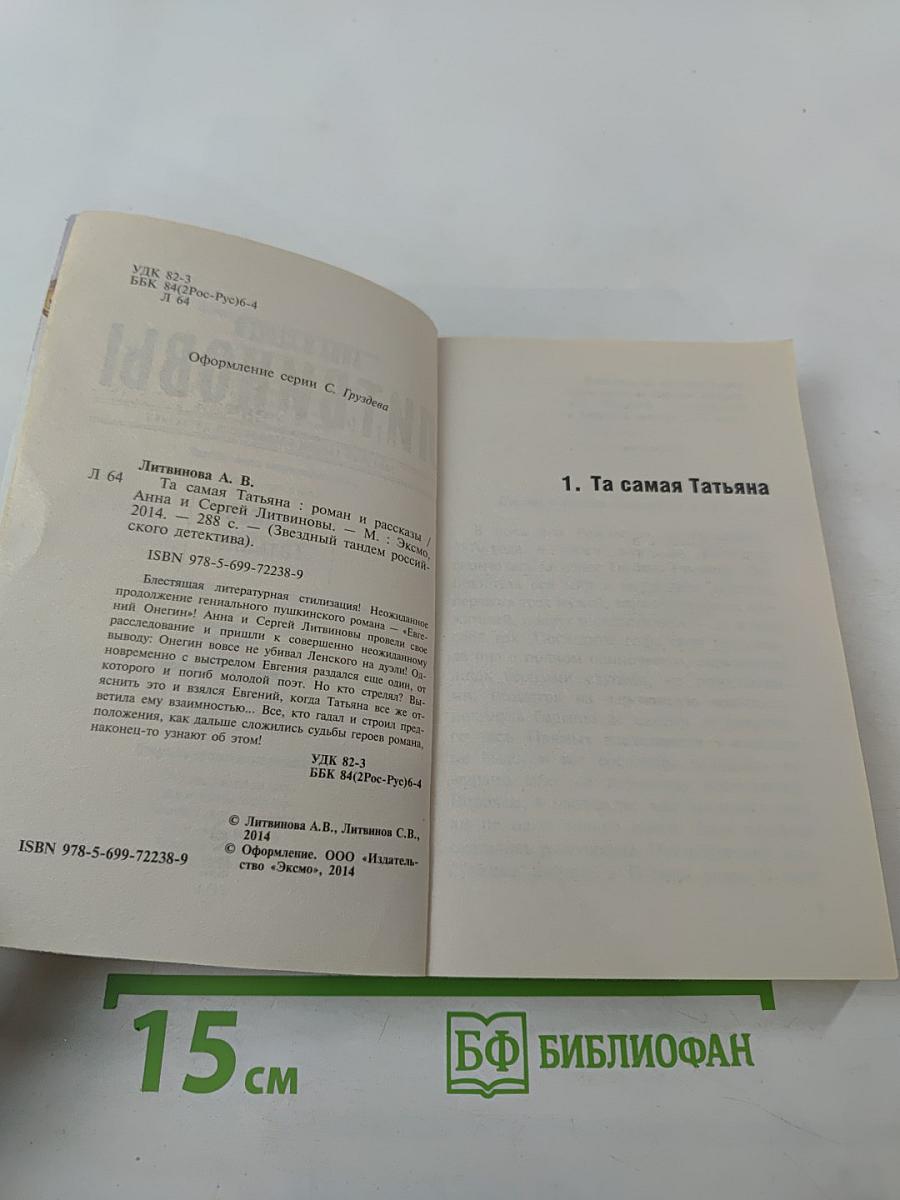 УДК 82-3
ББК 84(2Рос-Рус)6-4
Л 64
Оформление серии С. Груздева
Литвинова А. В.
Л 64 Та самая Татьяна : роман и рассказы /
Анна и Сергей Литвиновы. — М. : Эксмо,
2014. — 288 с. — (Звездный тандем россий-
ского детектива).
ISBN 978-5-699-72238-9
Блестящая литературная стилизация! Неожиданное
продолжение гениального пушкинского романа — «Евге-
ний Онегин»! Анна и Сергей Литвиновы провели свое
расследование и пришли к совершенно неожиданному
выводу: Онегин вовсе не убивал Ленского на дуэли! Од-
новременно с выстрелом Евгения раздался еще один, от
которого и погиб молодой поэт. Но кто стрелял? Вы-
яснить это и взялся Евгений, когда Татьяна все же от-
ветила ему взаимностью... Все, кто гадал и строил пред-
положения, как дальше сложились судьбы героев романа,
наконец-то узнают об этом!
УДК 82-3
ББК 84(2Рос-Рус)6-4
© Литвинова А.В., Литвинов С.В.,
2014
© Оформление. ООО «Издатель-
ство «Эксмо», 2014
ISBN 978-5-699-72238-9
1. Та самая Татьяна
15 см
БФ БИБЛИОФАН